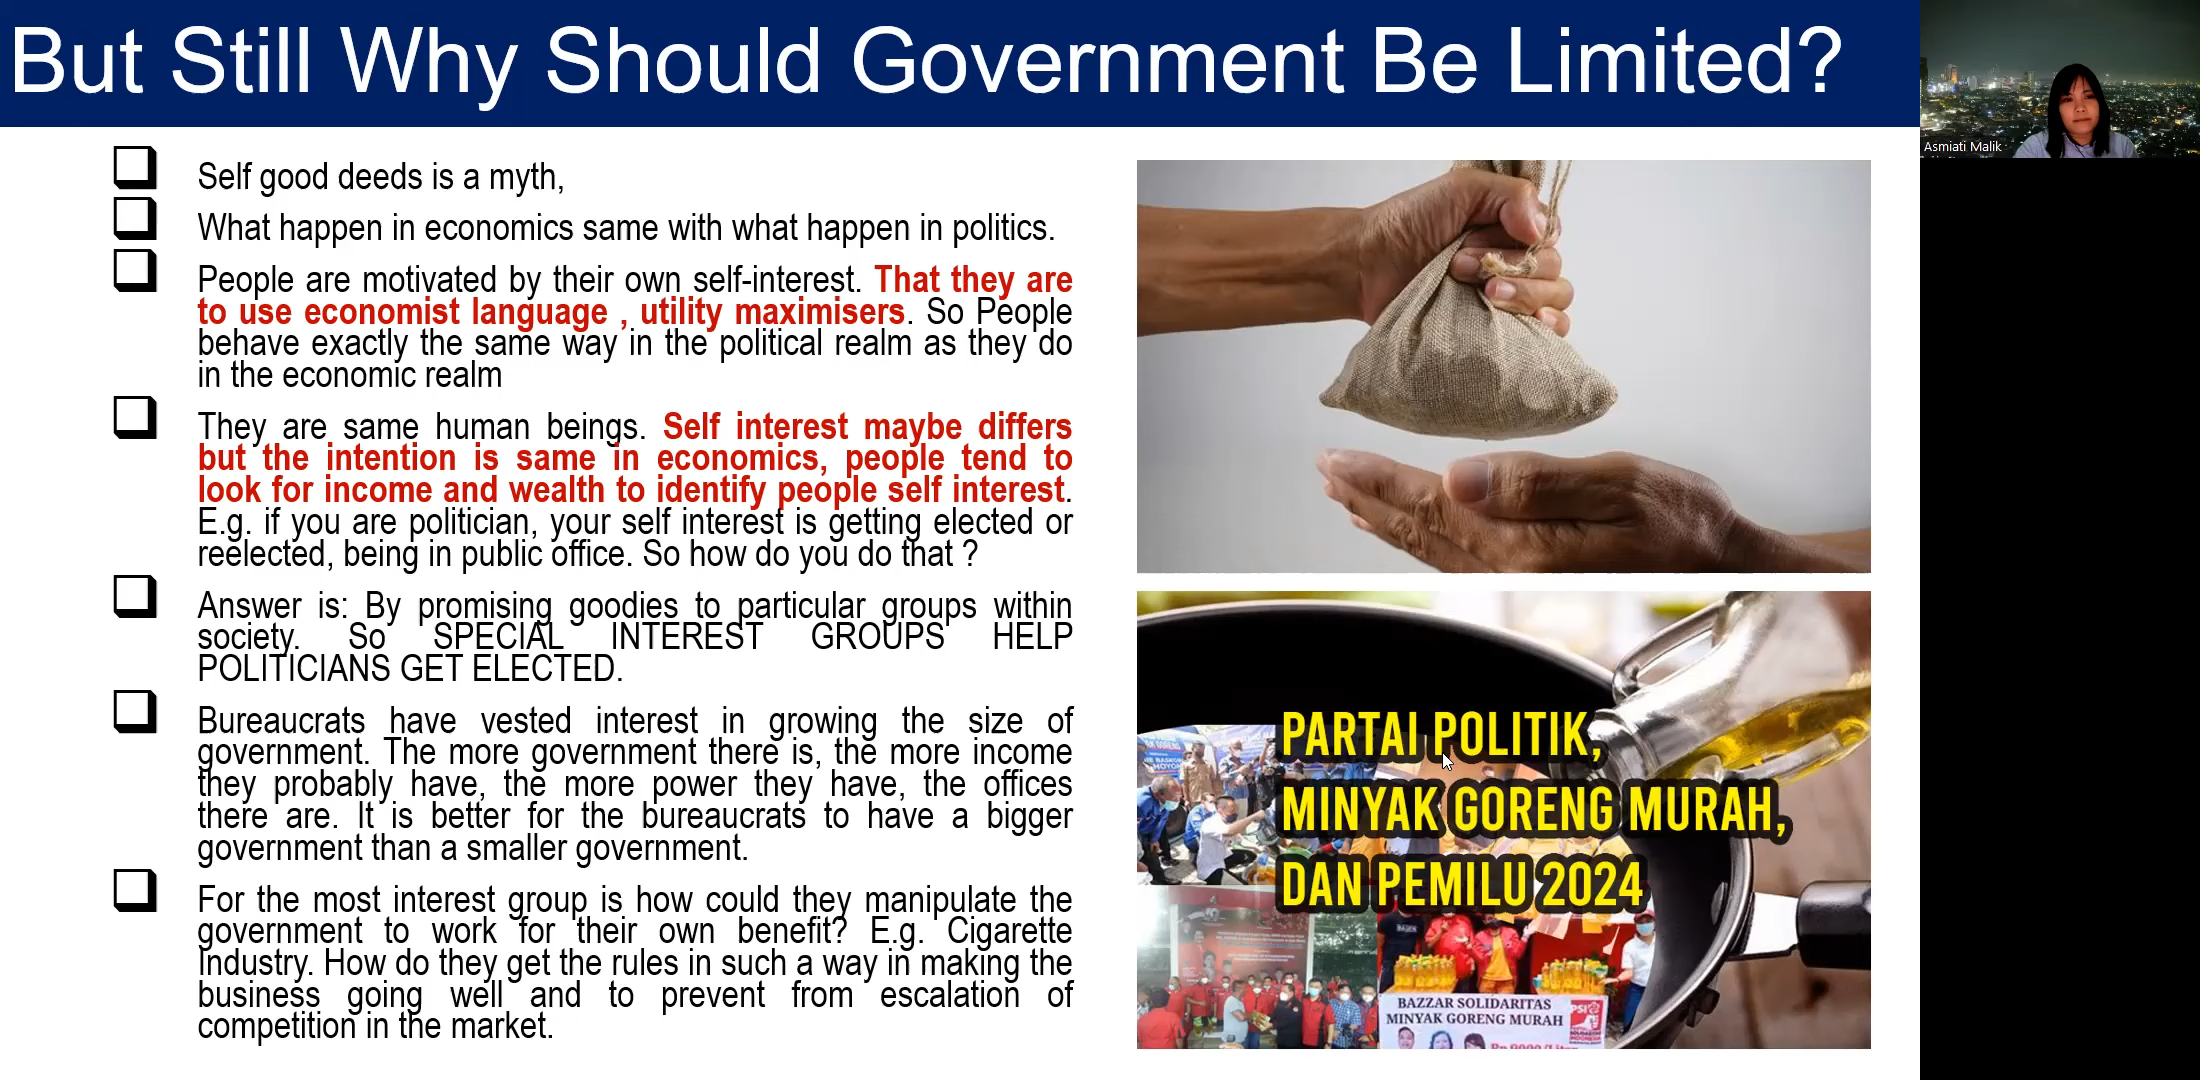 But Still Why Should Government Be Limited?
Asmiati Malik
Self good deeds is a myth,
What happen in economics same with what happen in politics.
People are motivated by their own self-interest. That they are
to use economist language , utility maximisers. So People
behave exactly the same way in the political realm as they do
in the economic realm
They are same human beings. Self interest maybe differs
but the intention is same in economics, people tend to
look for income and wealth to identify people self interest.
E.g. if you are politician, your self interest is getting elected or
reelected, being in public office. So how do you do that ?
Answer is: By promising goodies to particular groups within
society. So SPECIAL INTEREST GROUPS HELP
POLITICIANS GET ELECTED.
Bureaucrats have vested interest in growing the size of
government. The more government there is, the more income
they probably have, the more power they have, the offices
there are. It is better for the bureaucrats to have a bigger
government than a smaller government.
For the most interest group is how could they manipulate the
government to work for their own benefit? E.g. Cigarette
Industry. How do they get the rules in such a way in making the
business going well and to prevent from escalation of
competition in the market.
PARTAI POLITIK,
MINYAK GORENG MURAH,
DAN PEMILU 2024
BAZZAR SOLIDARITAS
MINYAK GORENG MURAH
PSI